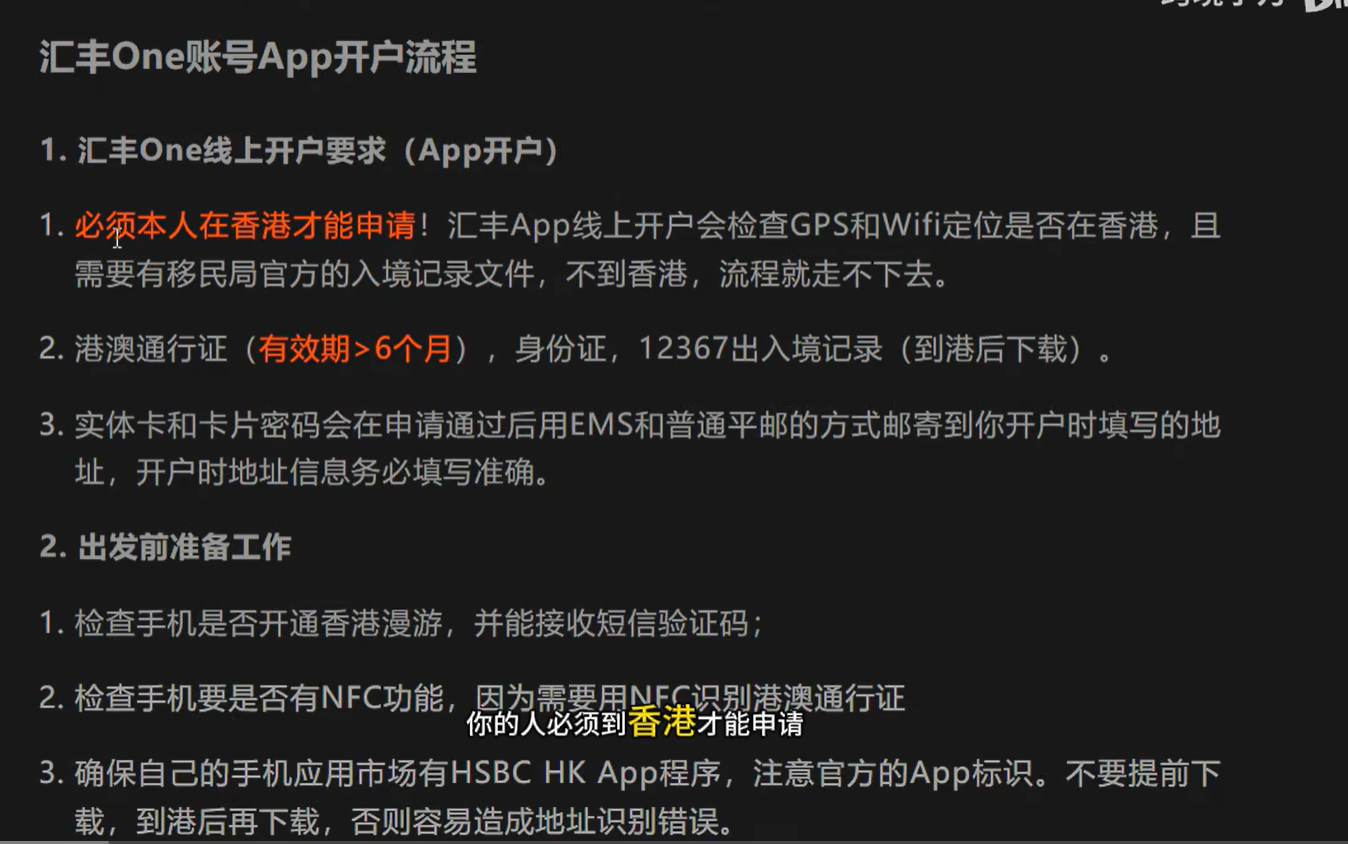 汇丰One账号App开户流程
1. 汇丰One线上开户要求（App开户）
1. 必须本人在香港才能申请！汇丰App线上开户会检查GPS和Wifi定位是否在香港，且
需要有移民局官方的入境记录文件，不到香港，流程就走不下去。
2. 港澳通行证（有效期>6个月），身份证，12367出入境记录（到港后下载）。
3. 实体卡和卡片密码会在申请通过后用EMS和普通平邮的方式邮寄到你开户时填写的地
址，开户时地址信息务必填写准确。
2. 出发前准备工作
1. 检查手机是否开通香港漫游，并能接收短信验证码；
2. 检查手机要是否有NFC功能，因为需要用NFC识别港澳通行证
你的人必须到香港才能申请
3. 确保自己的手机应用市场有HSBC HK App程序，注意官方的App标识。不要提前下
载，到港后再下载，否则容易造成地址识别错误。